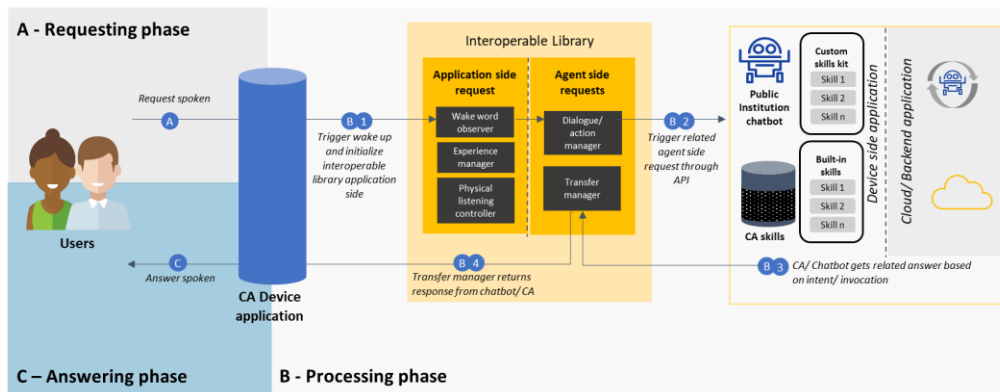 A - Requesting phase
Request spoken
A
Users
C
Answer spoken
C – Answering phase
CA Device
application
B 1
Trigger wake up
and initialize
interoperable
library application
side
Interoperable Library
Application side
request
Wake word
observer
Experience
manager
Physical
listening
controller
Agent side
requests
Dialogue/
action
manager
Transfer
manager
B 2
Trigger related
agent side
request through
API
B 4
Transfer manager returns
response from chatbot/ CA
B 3
CA/ Chatbot gets related answer based
on intent/ invocation
Public
Institution
chatbot
Custom
skills kit
Skill 1
Skill 2
Skill n
CA skills
Built-in
skills
Skill 1
Skill 2
Skill n
Device side application
Cloud/ Backend application
B - Processing phase